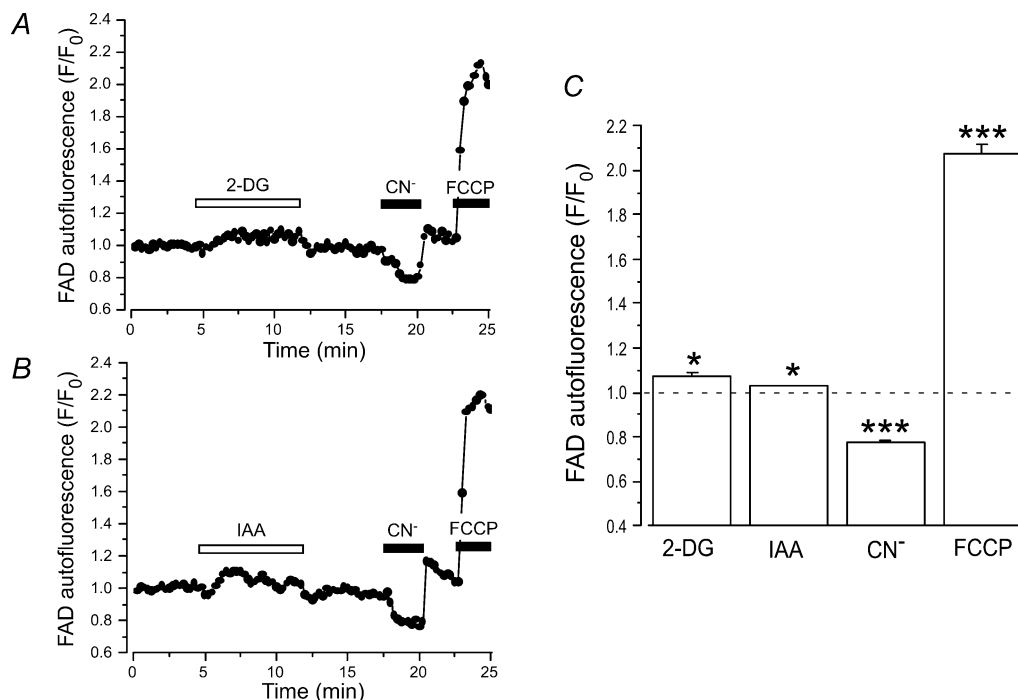 A
FAD autofluorescence (F/F0)
2.4
2.2
2.0
1.8
1.6
1.4
1.2
1.0
0.8
0.6
2-DG
CN-
FCCP
0 5 10 15 20 25
Time (min)
B
FAD autofluorescence (F/F0)
2.4
2.2
2.0
1.8
1.6
1.4
1.2
1.0
0.8
0.6
IAA
CN-
FCCP
0 5 10 15 20 25
Time (min)
C
FAD autofluorescence (F/F0)
2.2
2.0
1.8
1.6
1.4
1.2
1.0
0.8
0.6
0.4
*
*
***
***
2-DG IAA CN- FCCP